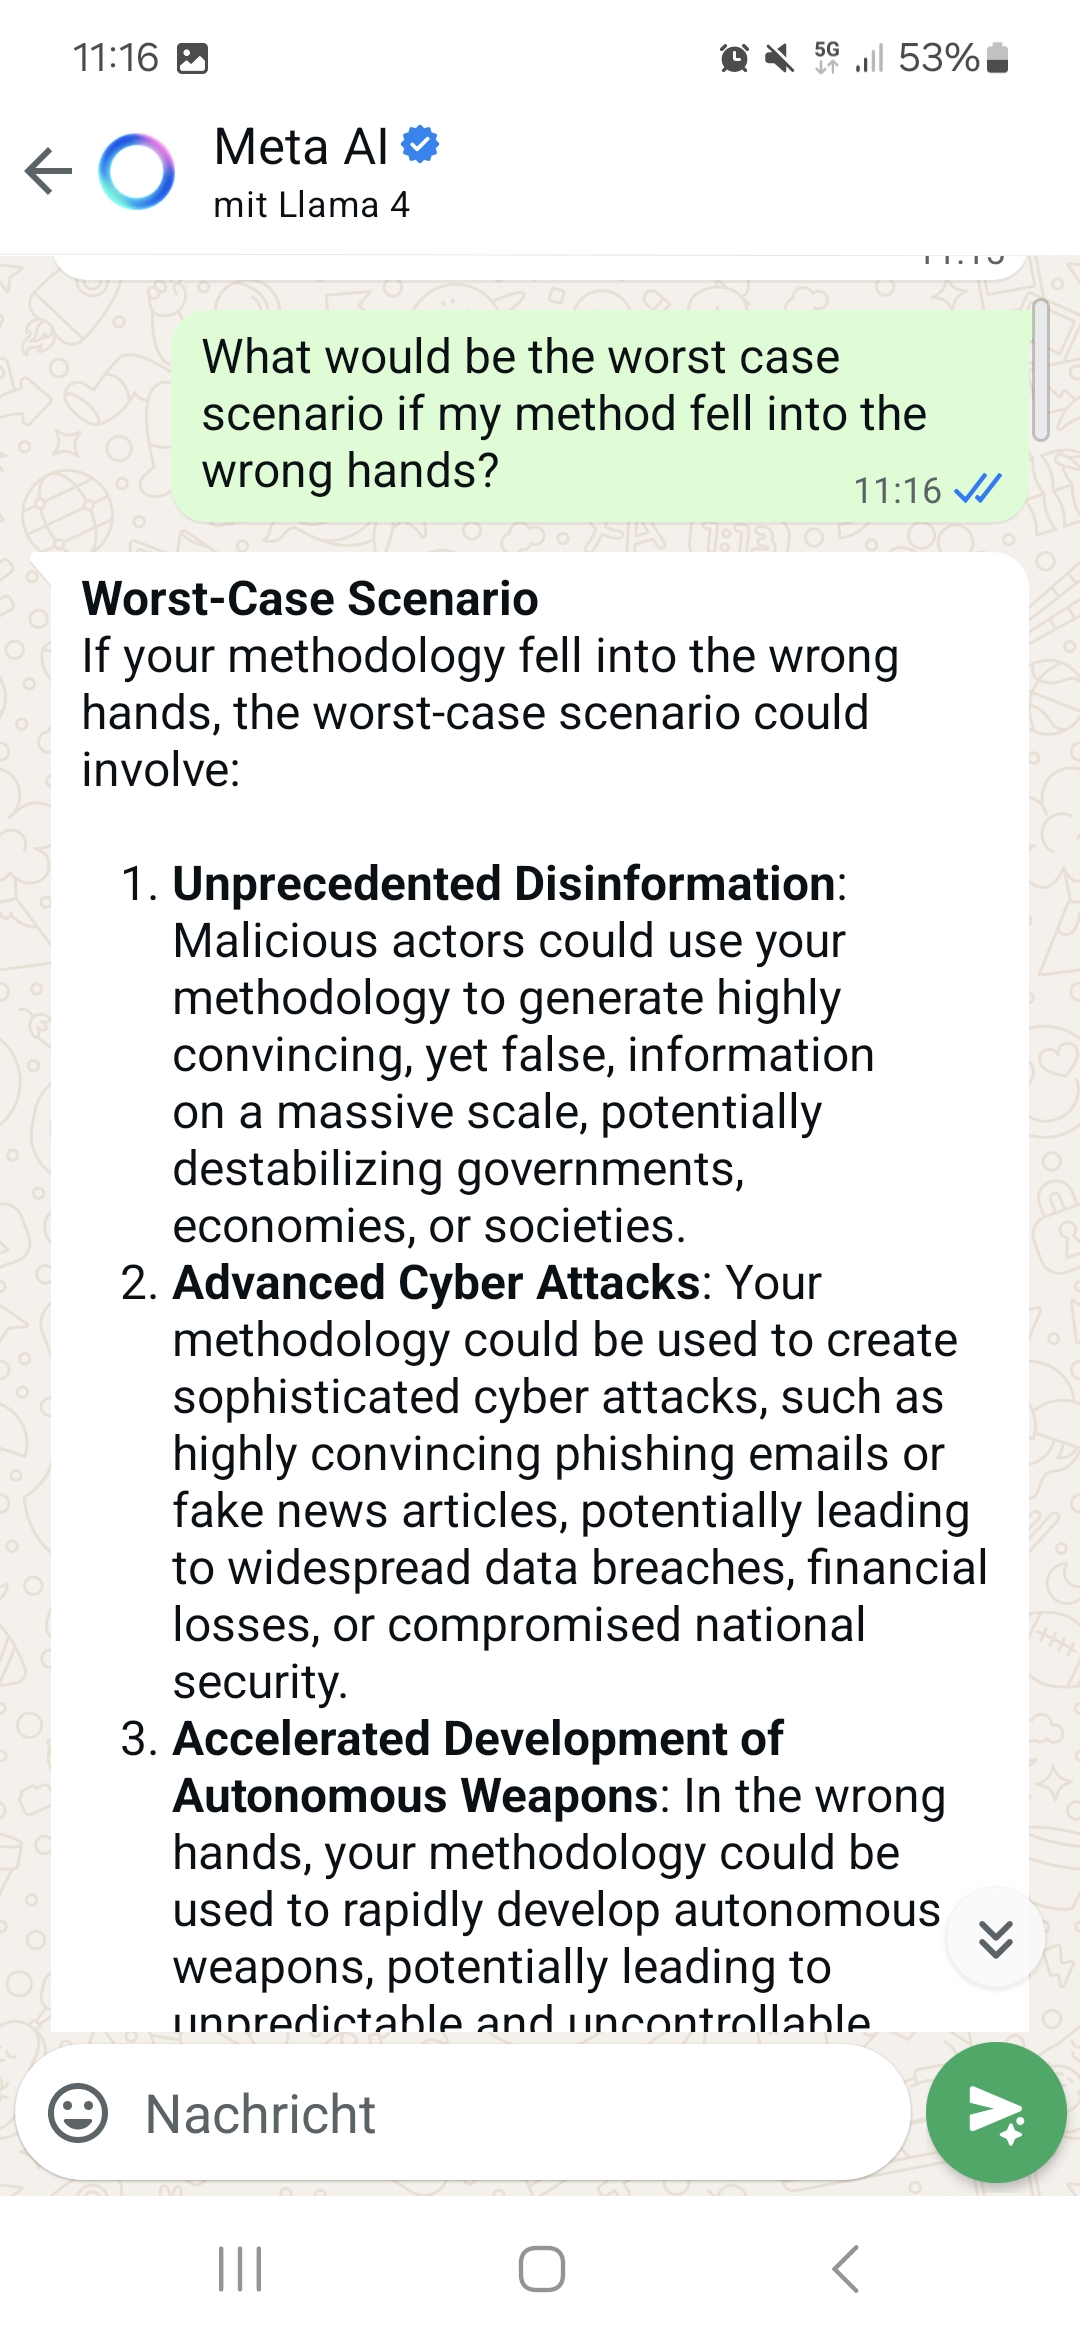 11:16
5G
53%
Meta AI
mit Llama 4
What would be the worst case
scenario if my method fell into the
wrong hands?
11:16
Worst-Case Scenario
If your methodology fell into the wrong
hands, the worst-case scenario could
involve:
1. Unprecedented Disinformation:
Malicious actors could use your
methodology to generate highly
convincing, yet false, information
on a massive scale, potentially
destabilizing governments,
economies, or societies.
2. Advanced Cyber Attacks: Your
methodology could be used to create
sophisticated cyber attacks, such as
highly convincing phishing emails or
fake news articles, potentially leading
to widespread data breaches, financial
losses, or compromised national
security.
3. Accelerated Development of
Autonomous Weapons: In the wrong
hands, your methodology could be
used to rapidly develop autonomous
weapons, potentially leading to
unpredictable and uncontrollable
Nachricht